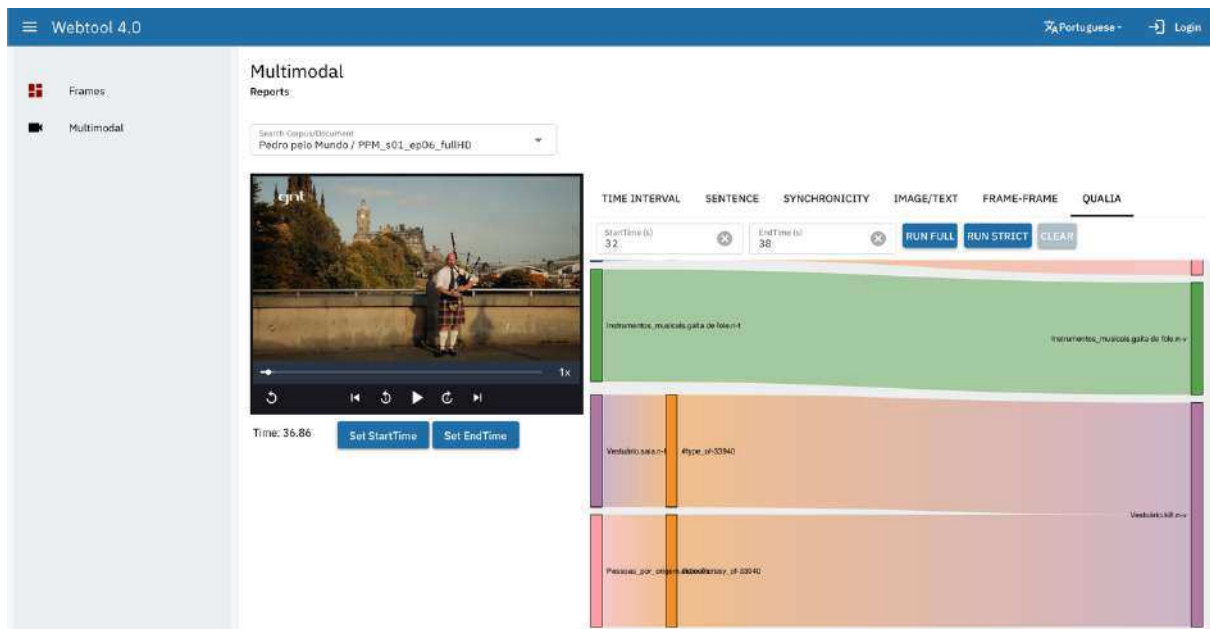 Webtool 4.0
Portuguese
Login
Frames
Multimodal
Multimodal
Reports
Search Corpus/Document
Pedro pelo Mundo / PPM_s01_ep06_fullHD
gnt
1x
Time: 36.86
Set StartTime
Set EndTime
TIME INTERVAL
SENTENCE
SYNCHRONICITY
IMAGE/TEXT
FRAME-FRAME
QUALIA
StartTime (s)
32
EndTime (s)
38
RUN FULL
RUN STRICT
CLEAR
Instrumentos_musicais.gaita de fole.n-t
Instrumentos_musicais.gaita de fole.n-v
Vestuário.saia.n-t
#type_of-33940
Vestuário.kilt.n-v
Pessoas_por_origem